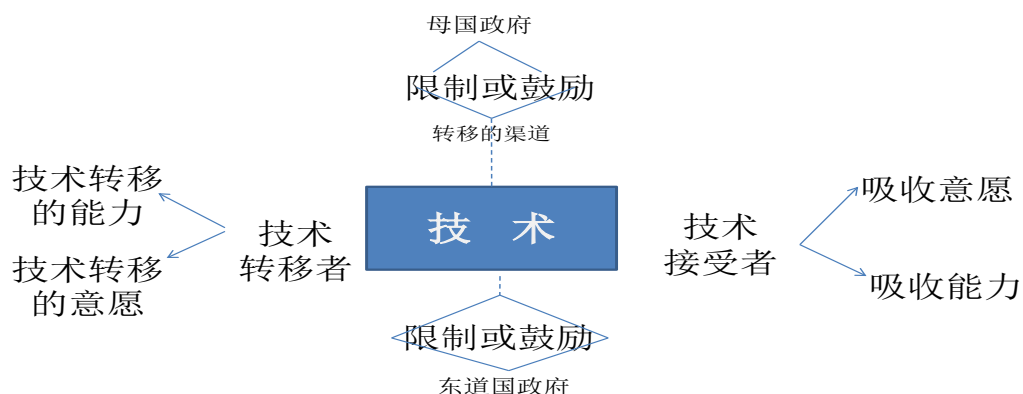 母国政府
限制或鼓励
转移的渠道
技术转移
的能力
技术转移
的意愿
技术
转移者
技 术
技术
接受者
吸收意愿
吸收能力
限制或鼓励
东道国政府